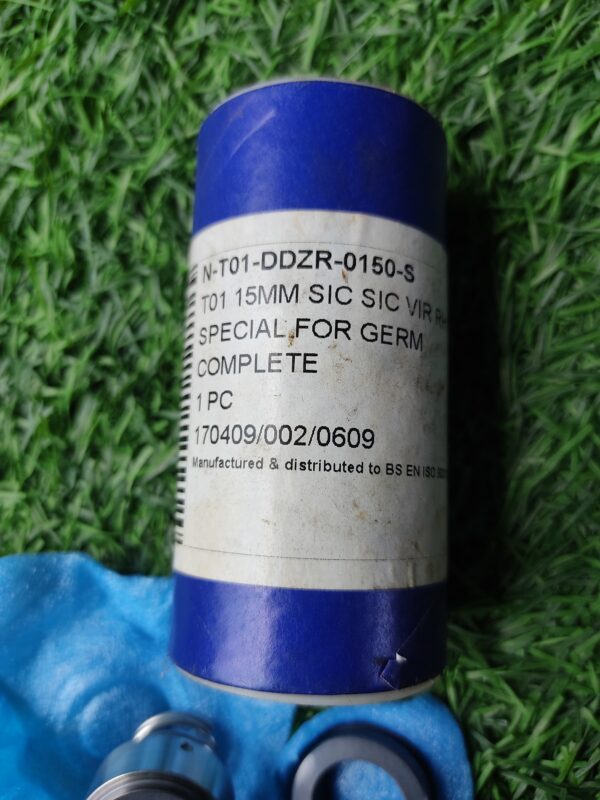 N-T01-DDZR-0150-S
T01 15MM SIC SIC VIR
SPECIAL FOR GERM
COMPLETE
1 PC
170409/002/0609
Manufactured & distributed to BS EN ISO